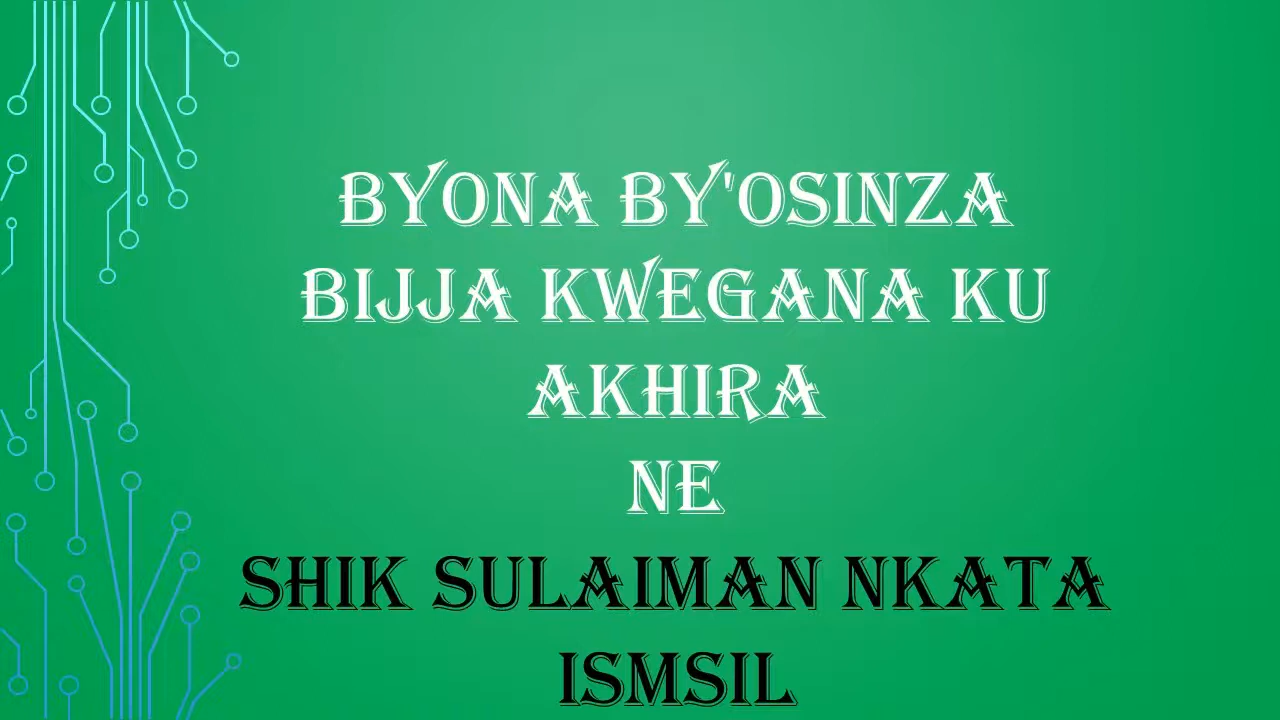 BYONA BY'OSINZA
BIJJA KWEGANA KU
AKHIRA
NE
SHIK SULAIMAN NKATA
ISMSIL